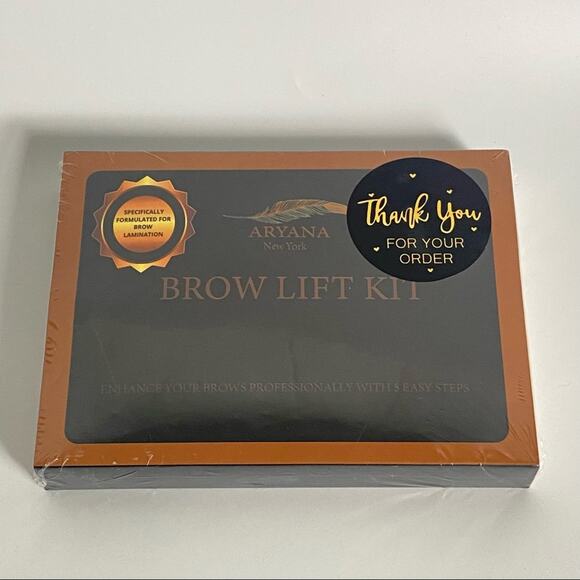 SPECIFICALLY
FORMULATED FOR
BROW
LAMINATION
ARYANA
New York
Thank You
FOR YOUR
ORDER
BROW LIFT KIT
ENHANCE YOUR BROWS PROFESSIONALLY WITH 5 EASY STEPS